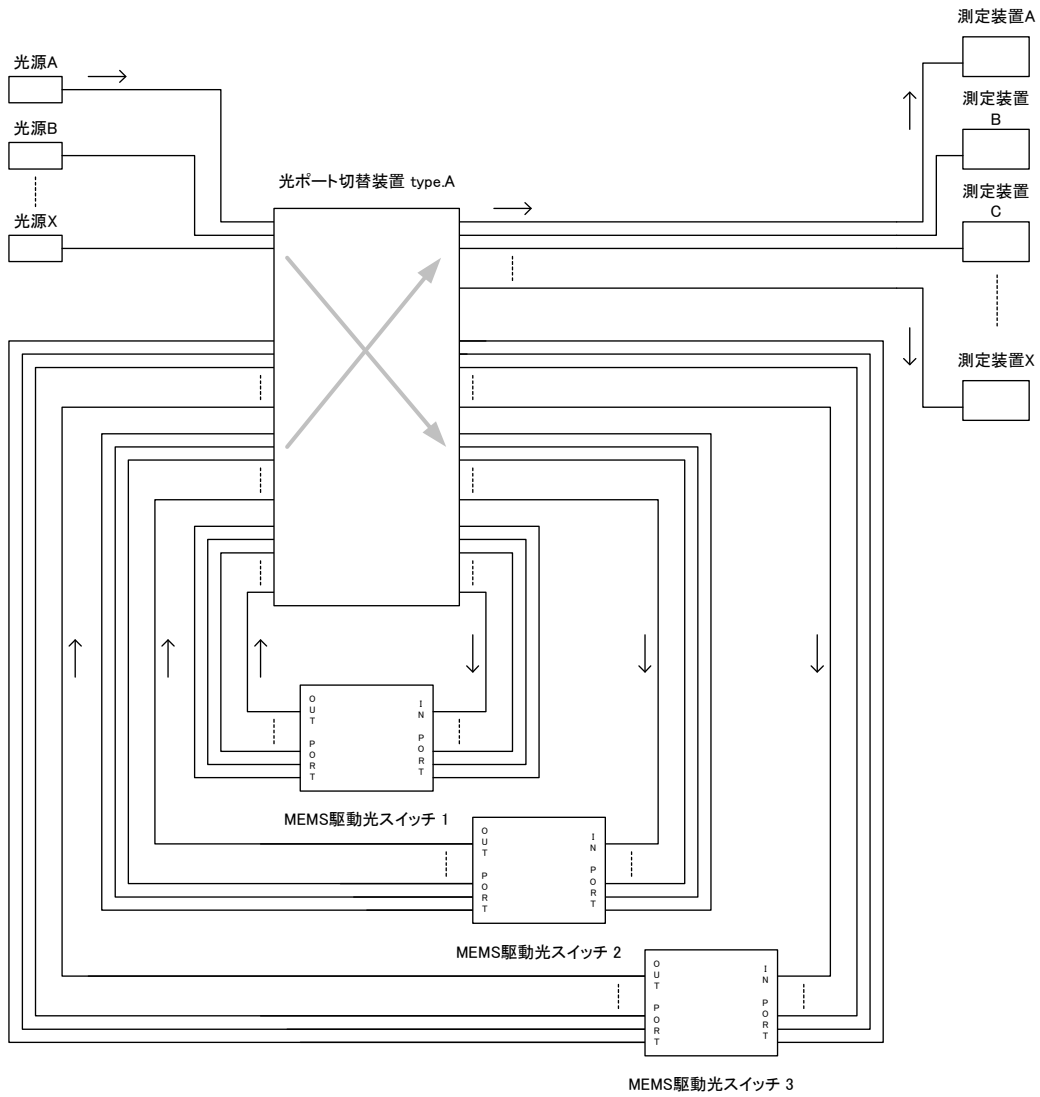 測定装置A
光源A
測定装置
B
光源B
光ポート切替装置 type.A
測定装置
C
光源X
測定装置X
OUT PORT
IN PORT
MEMS駆動光スイッチ 1
OUT PORT
IN PORT
MEMS駆動光スイッチ 2
OUT PORT
IN PORT
MEMS駆動光スイッチ 3